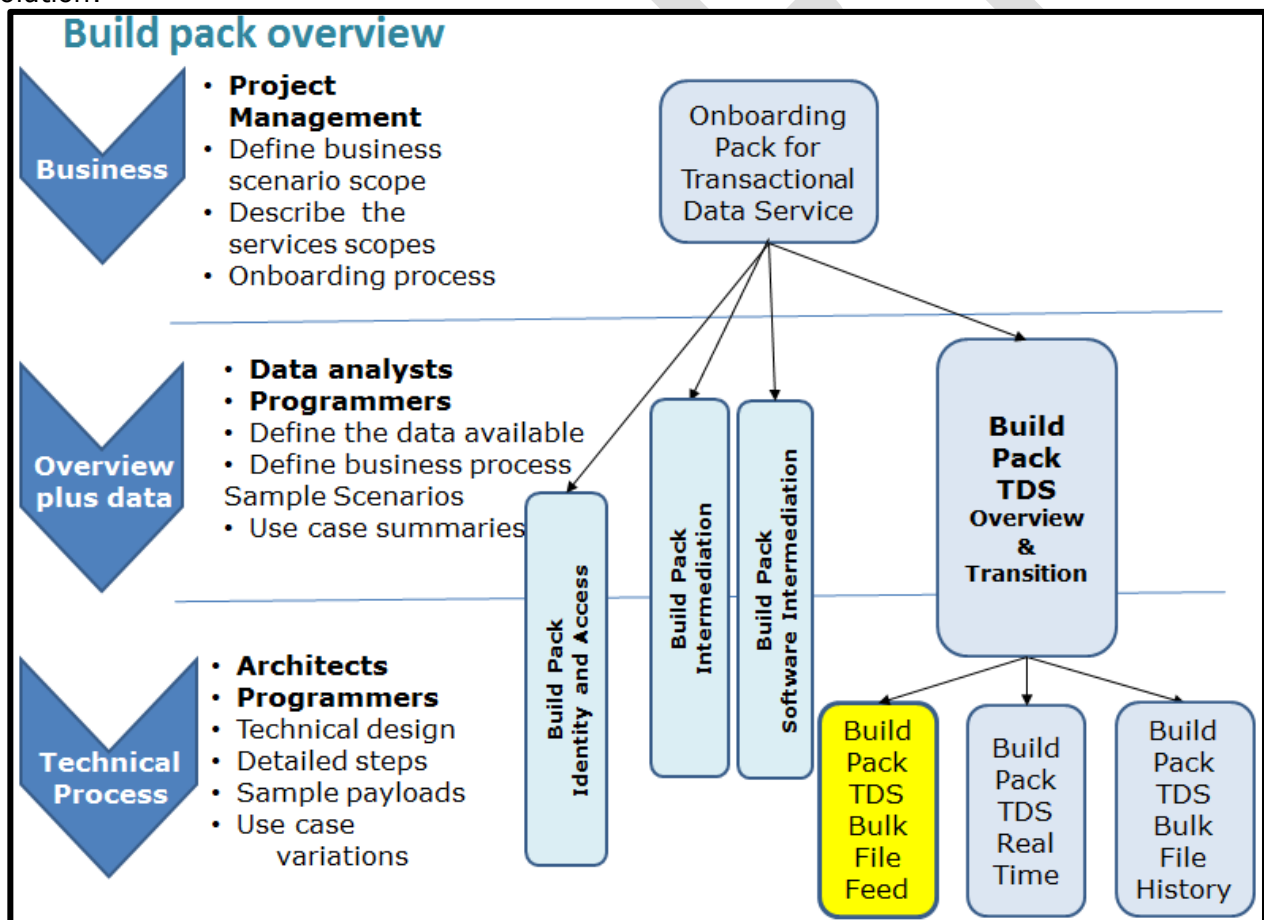 olution.
Build pack overview
Business
• Project
Management
• Define business
scenario scope
• Describe the
services scopes
• Onboarding process
Onboarding
Pack for
Transactional
Data Service
Overview
plus data
• Data analysts
• Programmers
• Define the data available
• Define business process
Sample Scenarios
• Use case summaries
Build Pack
Identity and Access
Build Pack
Intermediation
Build Pack
Software Intermediation
Build
Pack
TDS
Overview
&
Transition
Technical
Process
• Architects
• Programmers
• Technical design
• Detailed steps
• Sample payloads
• Use case
variations
Build
Pack
TDS
Bulk
File
Feed
Build
Pack
TDS
Real
Time
Build
Pack
TDS
Bulk
File
History